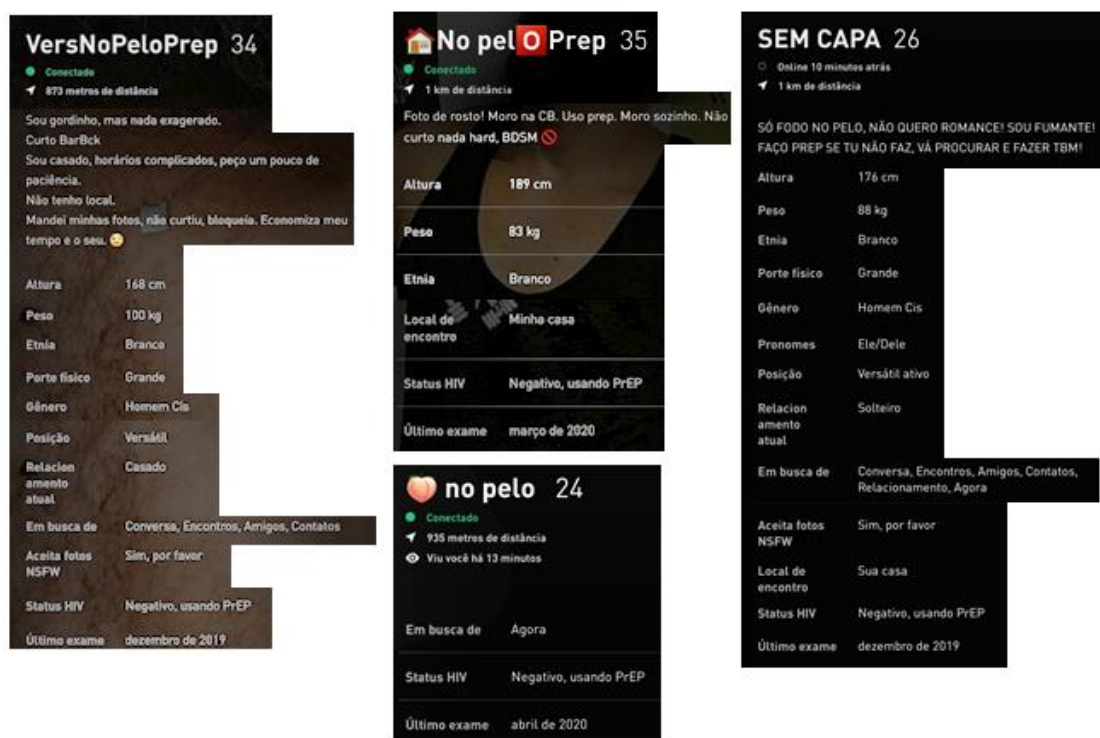 VersNoPeloPrep 34
Conectado
873 metros de distância
Sou gordinho, mas nada exagerado.
Curto BarBck
Sou casado, horários complicados, peço um pouco de
paciência.
Não tenho local.
Mandei minhas fotos, não curtiu, bloqueia. Economiza meu
tempo e o seu. 😉
Altura 168 cm
Peso 100 kg
Etnia Branco
Porte físico Grande
Gênero Homem Cis
Posição Versátil
Relacion Casado
amento
atual
Em busca de Conversa, Encontros, Amigos, Contatos
Aceita fotos Sim, por favor
NSFW
Status HIV Negativo, usando PrEP
Último exame dezembro de 2019
🏠No pel🅾Prep 35
Conectado
1 km de distância
Foto de rosto! Moro na CB. Uso prep. Moro sozinho. Não
curto nada hard, BDSM 🚫
Altura 189 cm
Peso 83 kg
Etnia Branco
Local de Minha casa
encontro
Status HIV Negativo, usando PrEP
Último exame março de 2020
🍑 no pelo 24
Conectado
935 metros de distância
Viu você há 13 minutos
Em busca de Agora
Status HIV Negativo, usando PrEP
Último exame abril de 2020
SEM CAPA 26
Online 10 minutos atrás
1 km de distância
SÓ FODO NO PELO, NÃO QUERO ROMANCE! SOU FUMANTE!
FAÇO PREP SE TU NÃO FAZ, VÁ PROCURAR E FAZER TBM!
Altura 176 cm
Peso 88 kg
Etnia Branco
Porte físico Grande
Gênero Homem Cis
Pronomes Ele/Dele
Posição Versátil ativo
Relacion Solteiro
amento
atual
Em busca de Conversa, Encontros, Amigos, Contatos,
Relacionamento, Agora
Aceita fotos Sim, por favor
NSFW
Local de Sua casa
encontro
Status HIV Negativo, usando PrEP
Último exame dezembro de 2019